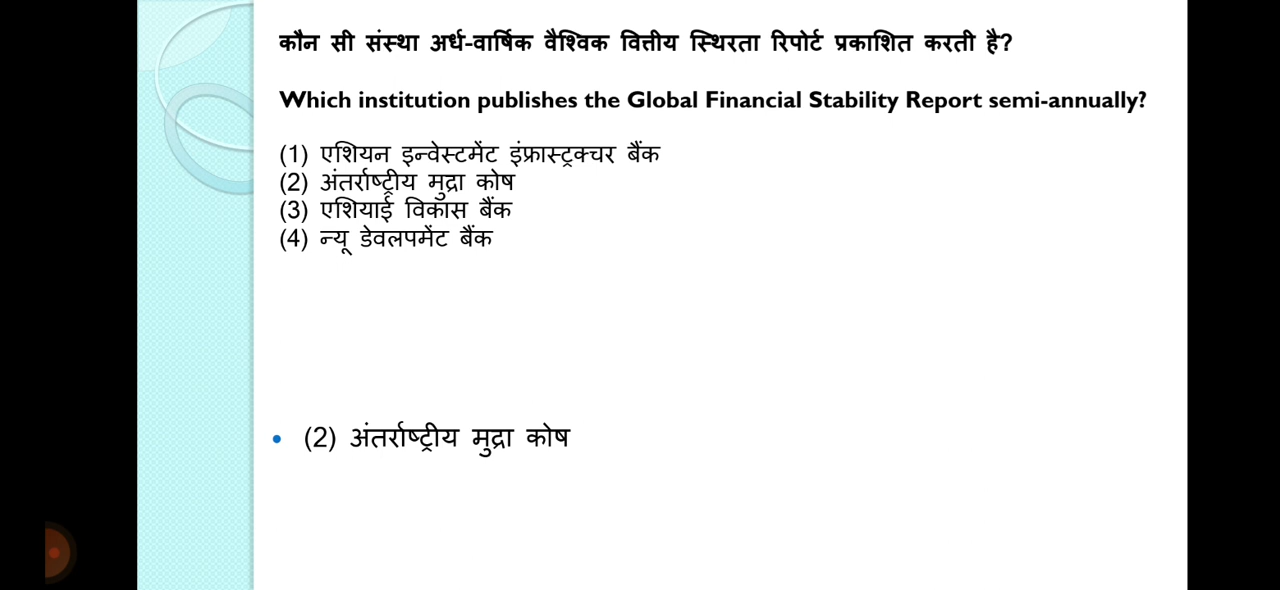 कौन सी संस्था अर्ध-वार्षिक वैश्विक वित्तीय स्थिरता रिपोर्ट प्रकाशित करती है?
Which institution publishes the Global Financial Stability Report semi-annually?
(1) एशियन इन्वेस्टमेंट इंफ्रास्ट्रक्चर बैंक
(2) अंतर्राष्ट्रीय मुद्रा कोष
(3) एशियाई विकास बैंक
(4) न्यू डेवलपमेंट बैंक
• (2) अंतर्राष्ट्रीय मुद्रा कोष